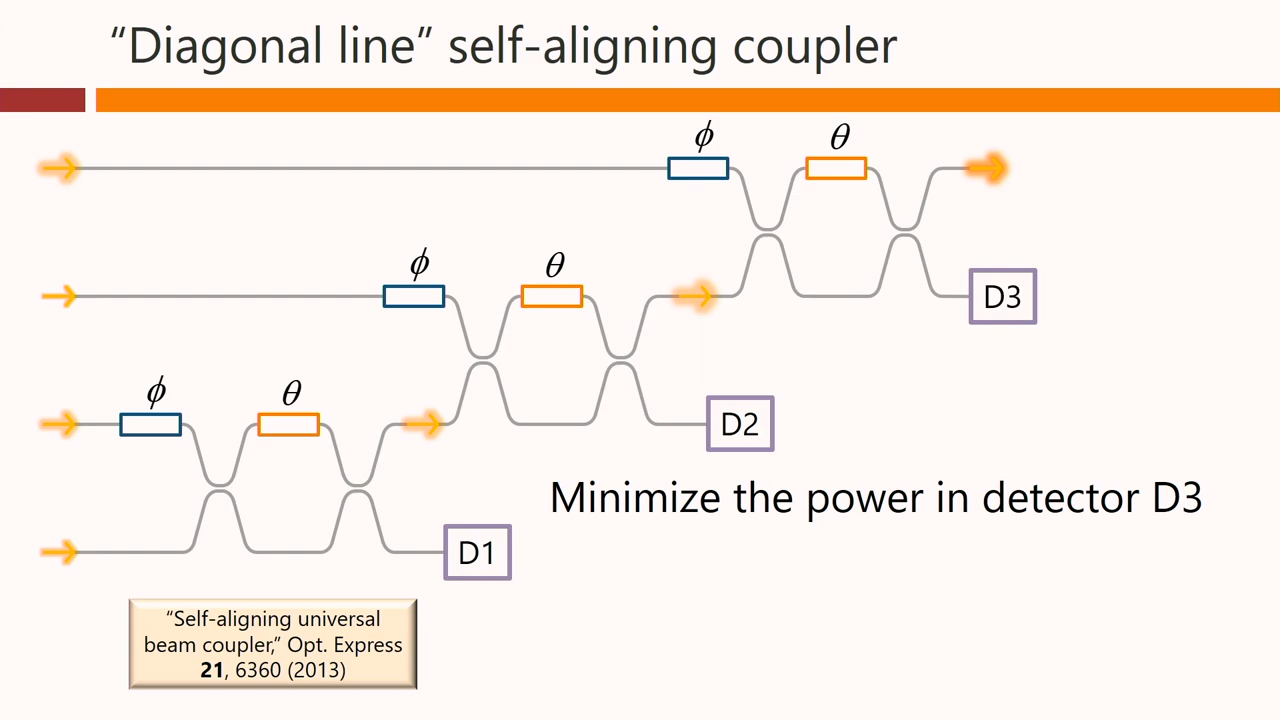 “Diagonal line” self-aligning coupler
ϕ
θ
ϕ
θ
D3
ϕ
θ
D2
Minimize the power in detector D3
D1
“Self-aligning universal
beam coupler,” Opt. Express
21, 6360 (2013)